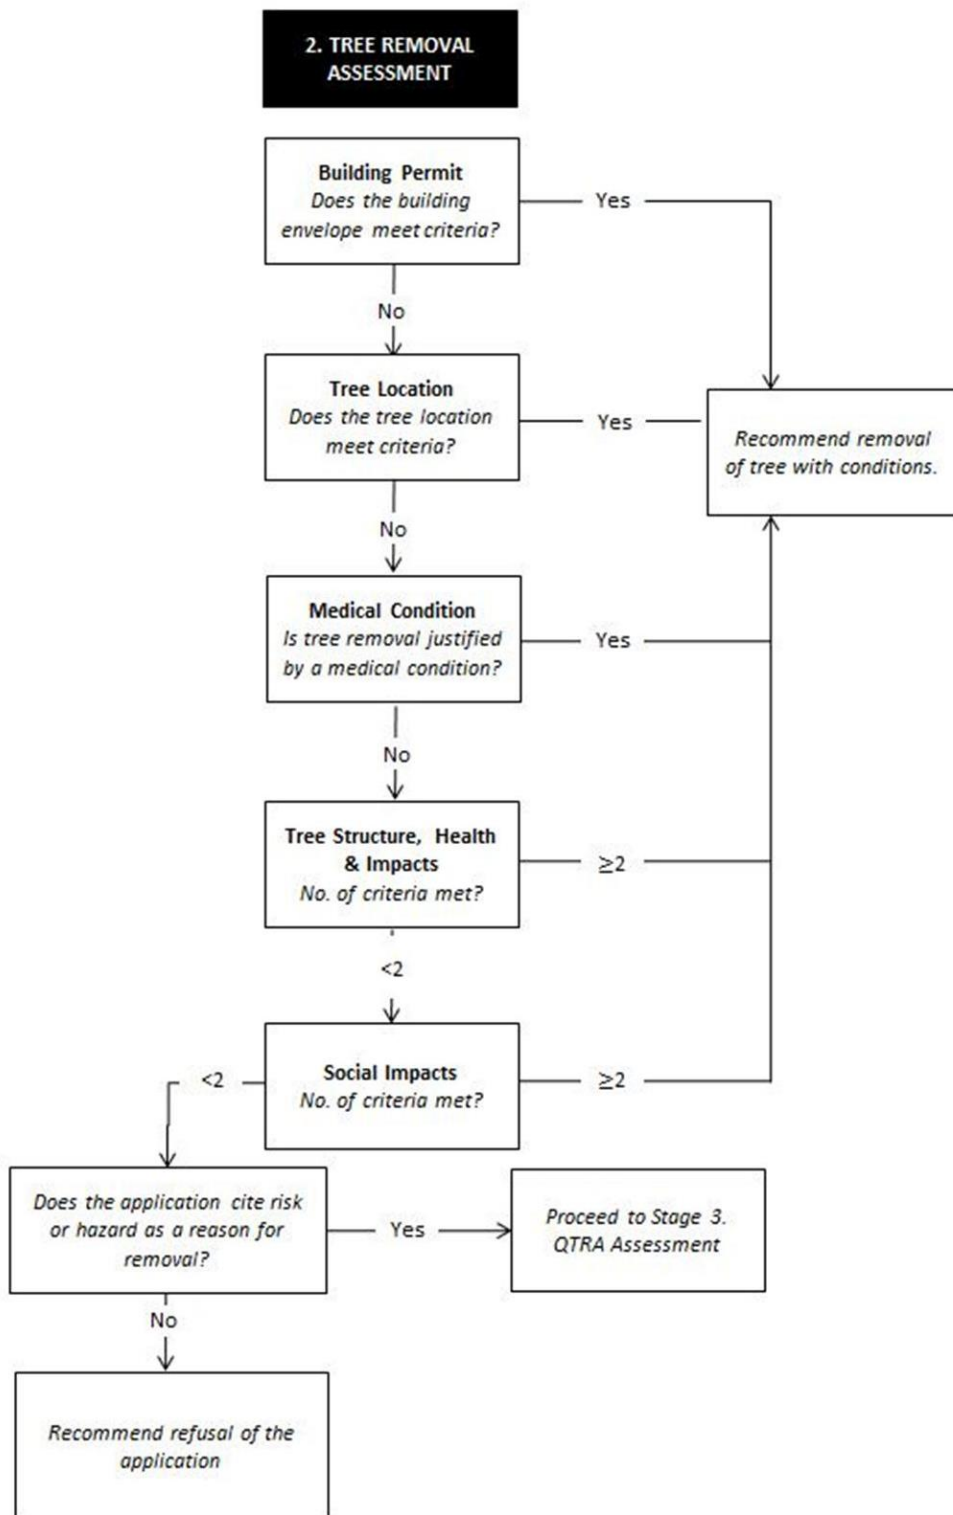 2. TREE REMOVAL
ASSESSMENT
Building Permit
Does the building
envelope meet criteria?
Yes
No
Tree Location
Does the tree location
meet criteria?
Yes
Recommend removal
of tree with conditions.
No
Medical Condition
Is tree removal justified
by a medical condition?
Yes
No
Tree Structure, Health
& Impacts
No. of criteria met?
≥2
<2
Social Impacts
No. of criteria met?
<2
≥2
Does the application cite risk
or hazard as a reason for
removal?
Yes
Proceed to Stage 3.
QTRA Assessment
No
Recommend refusal of the
application